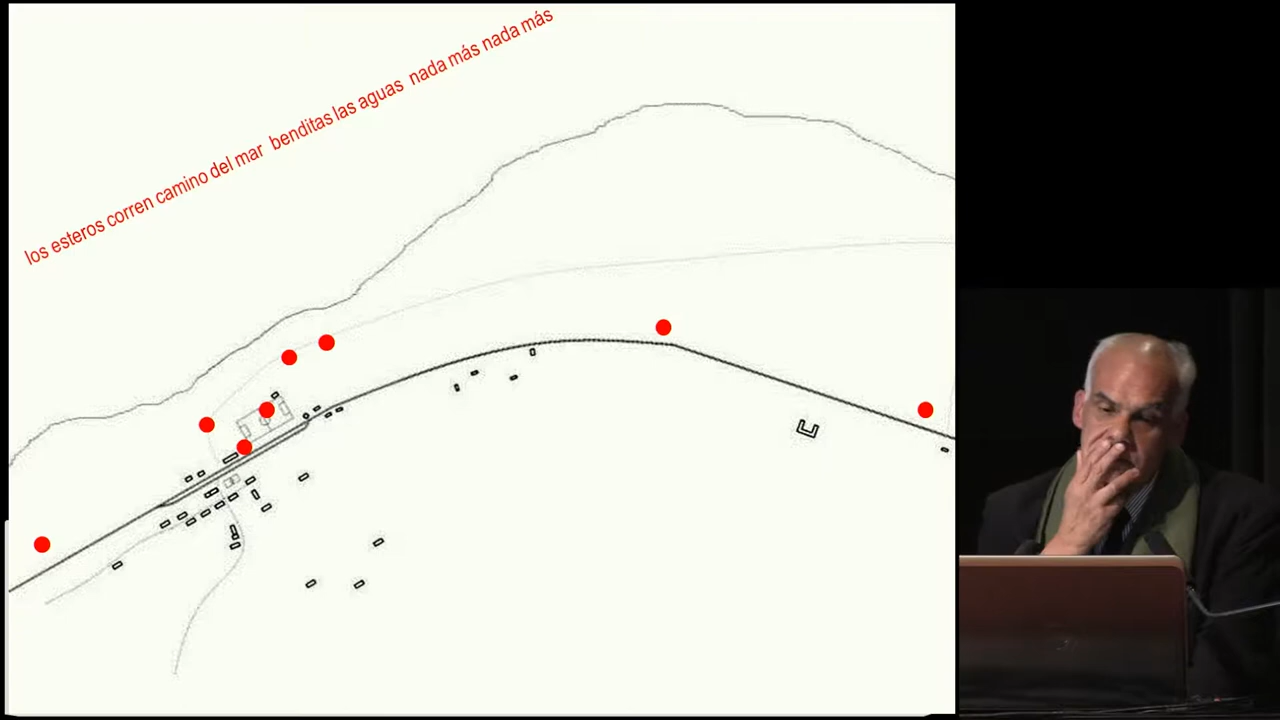 los esteros corren camino del mar benditas las aguas nada más nada más